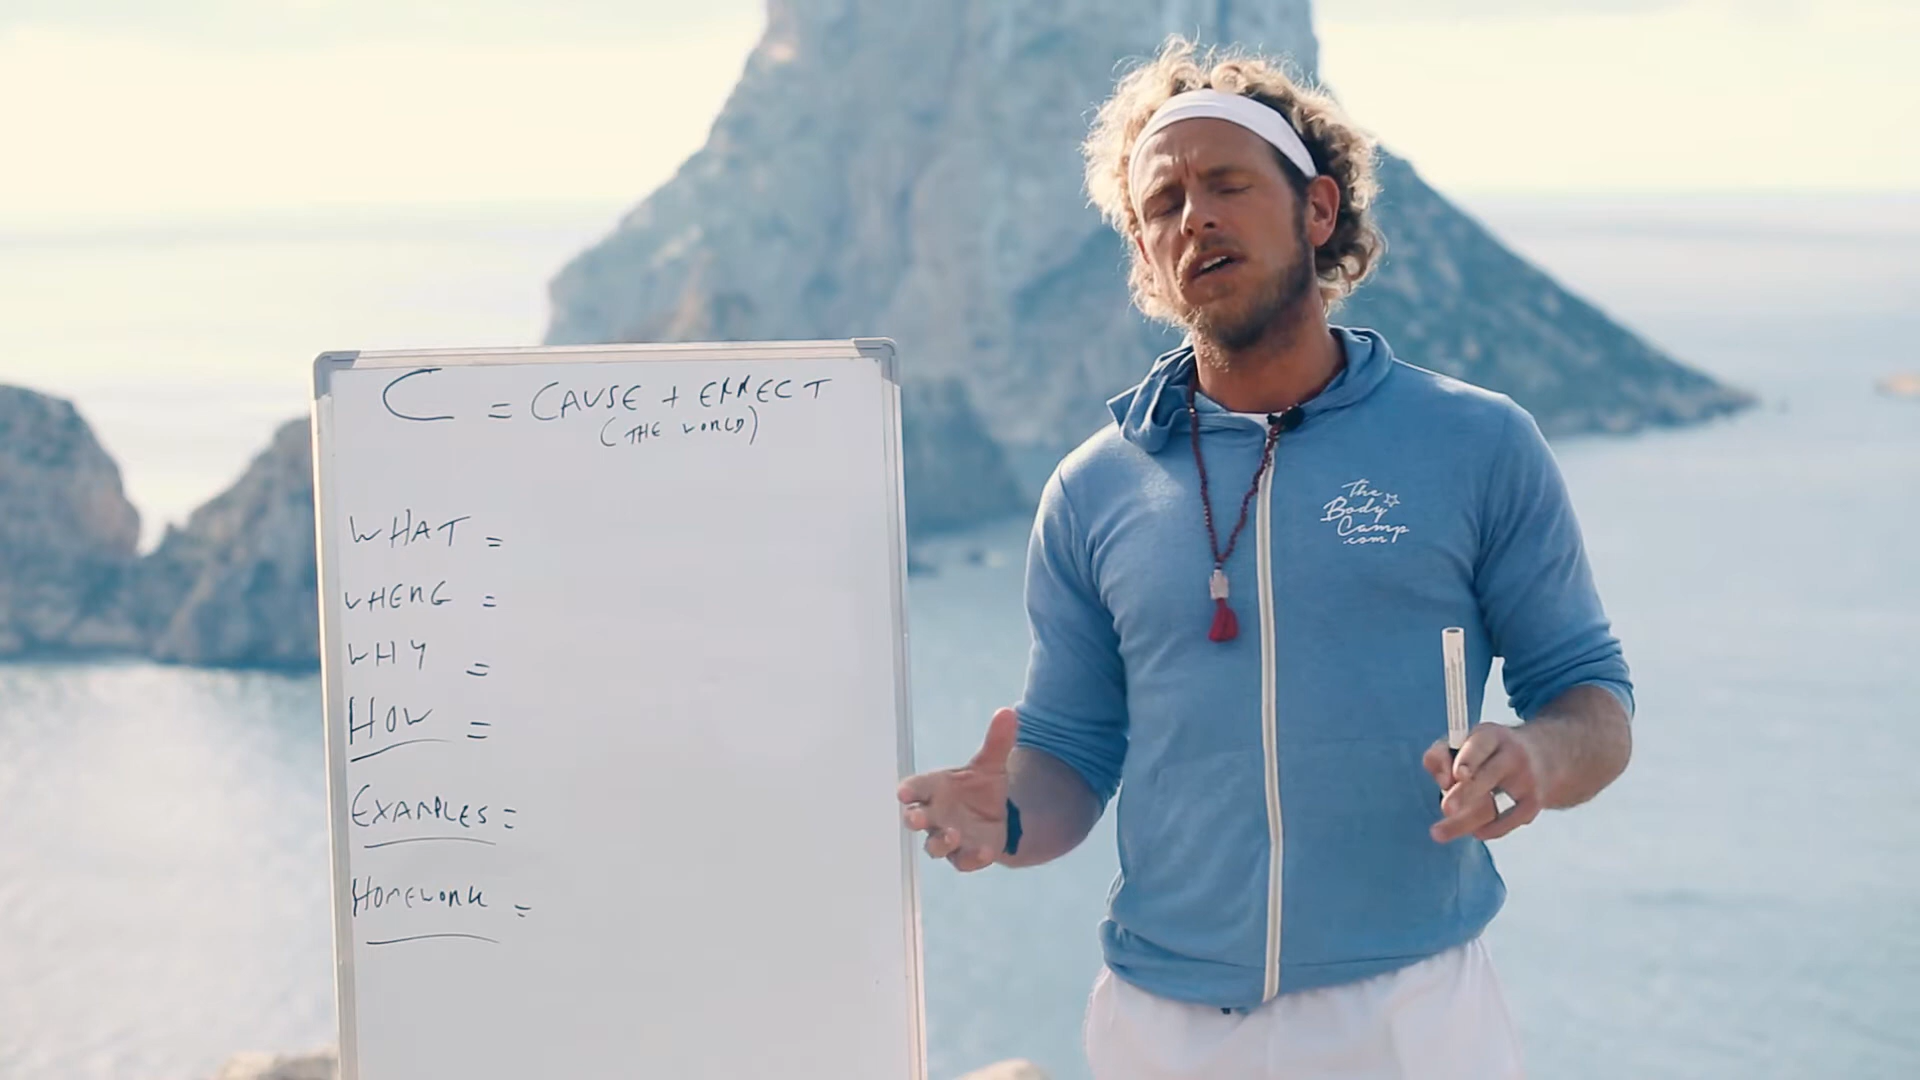 C = CAUSE + EFFECT
(THE WORLD)
WHAT =
WHERE =
WHY =
HOW =
EXAMPLES =
HOMEWORK =
The
Body
Camp
.com